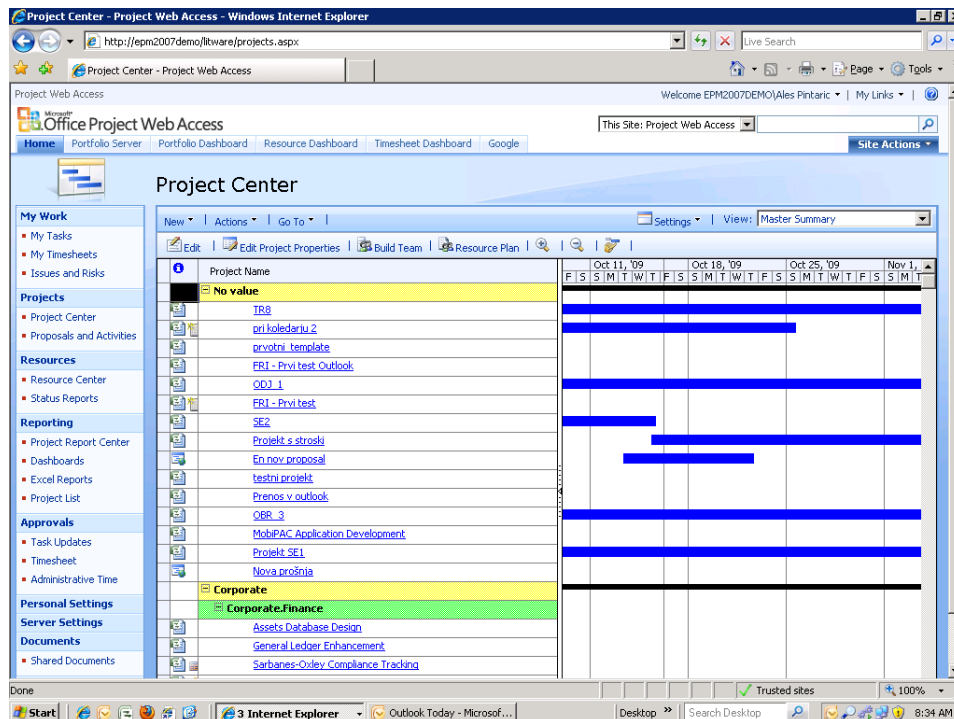 Project Center - Project Web Access - Windows Internet Explorer
http://epm2007demo/litware/projects.aspx
Live Search
Project Center - Project Web Access
Page
Tools
Project Web Access
Welcome EPM2007DEMO\Ales Pintaric
My Links
Microsoft
Office Project Web Access
This Site: Project Web Access
Home
Portfolio Server
Portfolio Dashboard
Resource Dashboard
Timesheet Dashboard
Google
Site Actions
Project Center
My Work
My Tasks
My Timesheets
Issues and Risks
Projects
Project Center
Proposals and Activities
Resources
Resource Center
Status Reports
Reporting
Project Report Center
Dashboards
Excel Reports
Project List
Approvals
Task Updates
Timesheet
Administrative Time
Personal Settings
Server Settings
Documents
Shared Documents
New
Actions
Go To
Settings
View: Master Summary
Edit
Edit Project Properties
Build Team
Resource Plan
Project Name
Oct 11, '09
Oct 18, '09
Oct 25, '09
Nov 1,
F S S M T W T F S S M T W T F S S M T W T F S S M T
No value
TR8
pri koledarju 2
prvotni_template
FRI - Prvi test Outlook
ODJ_1
FRI - Prvi test
SE2
Projekt s stroski
En nov proposal
testni projekt
Prenos v outlook
OBR_3
MobiPAC Application Development
Projekt SE1
Nova prošnja
Corporate
Corporate.Finance
Assets Database Design
General Ledger Enhancement
Sarbanes-Oxley Compliance Tracking
Done
Trusted sites
100%
Start
3 Internet Explorer
Outlook Today - Microsof...
Desktop
Search Desktop
8:34 AM